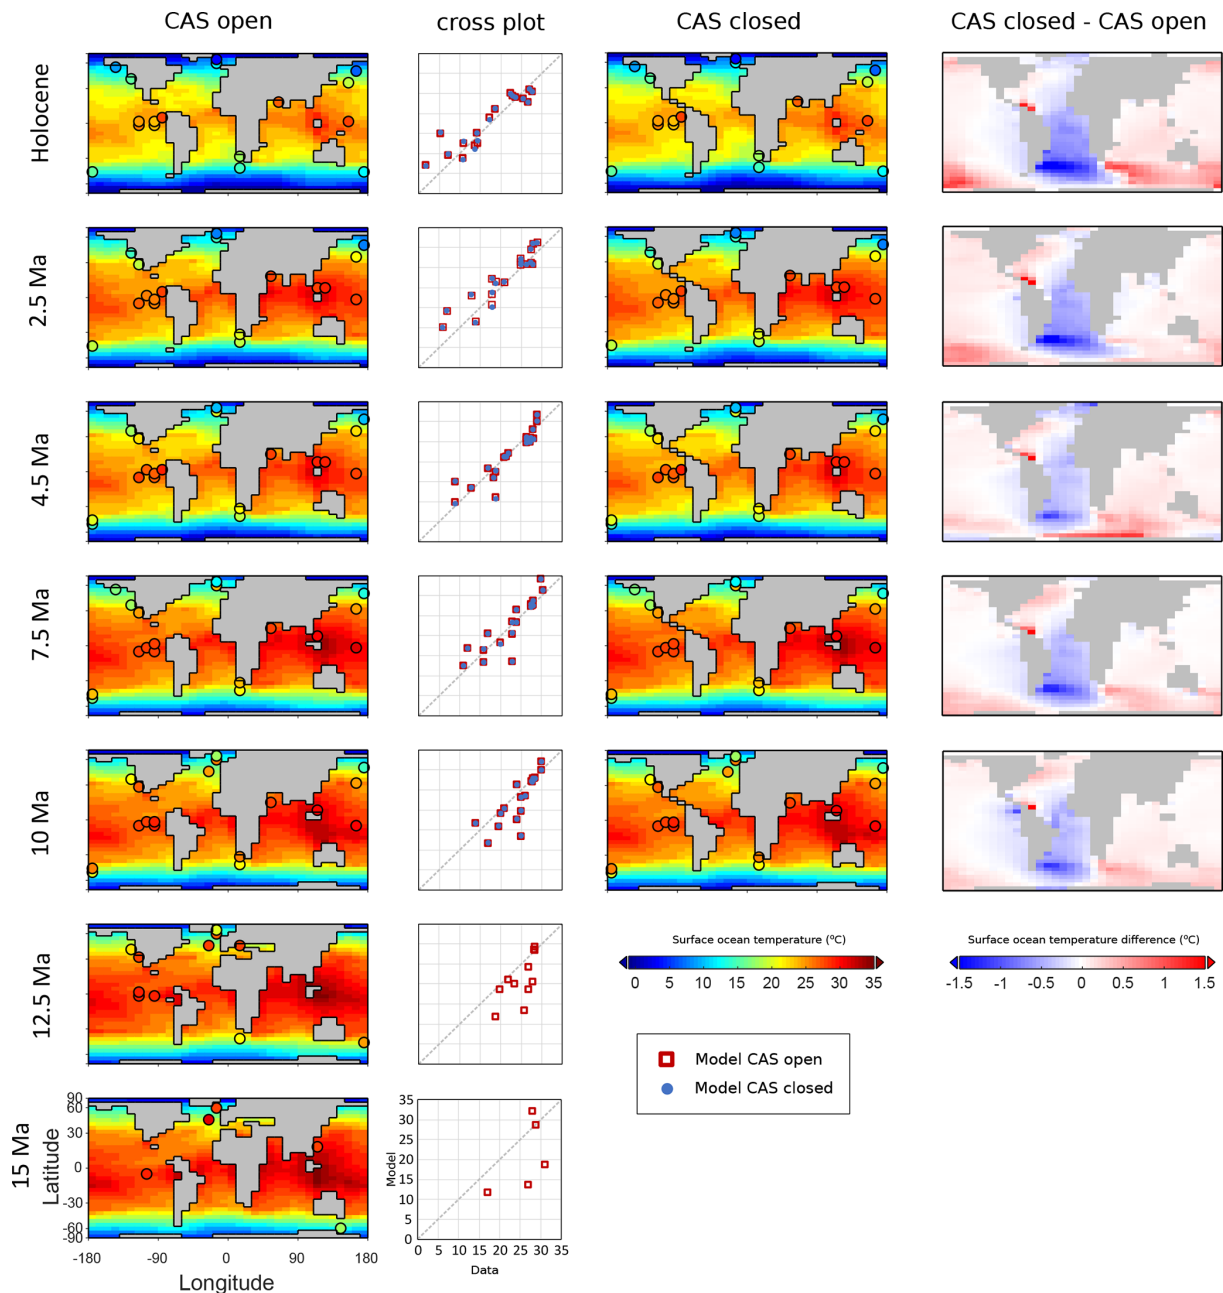 CAS open
cross plot
CAS closed
CAS closed - CAS open
Holocene
2.5 Ma
4.5 Ma
7.5 Ma
10 Ma
12.5 Ma
Surface ocean temperature (⁰C)
0 5 10 15 20 25 30 35
Surface ocean temperature difference (⁰C)
-1.5 -1 -0.5 0 0.5 1 1.5
Model CAS open
Model CAS closed
15 Ma
Latitude
90
60
30
0
-30
-60
-90
-180 -90 0 90 180
Longitude
Model
35
30
25
20
15
10
5
0
0 5 10 15 20 25 30 35
Data